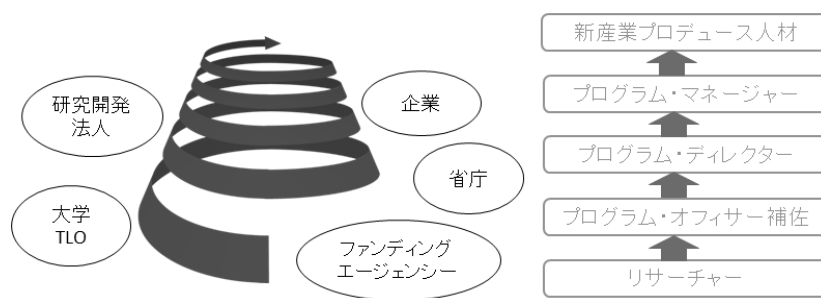 研究開発
法人
企業
省庁
大学
TLO
ファンディング
エージェンシー
新産業プロデュース人材
プログラム・マネージャー
プログラム・ディレクター
プログラム・オフィサー補佐
リサーチャー